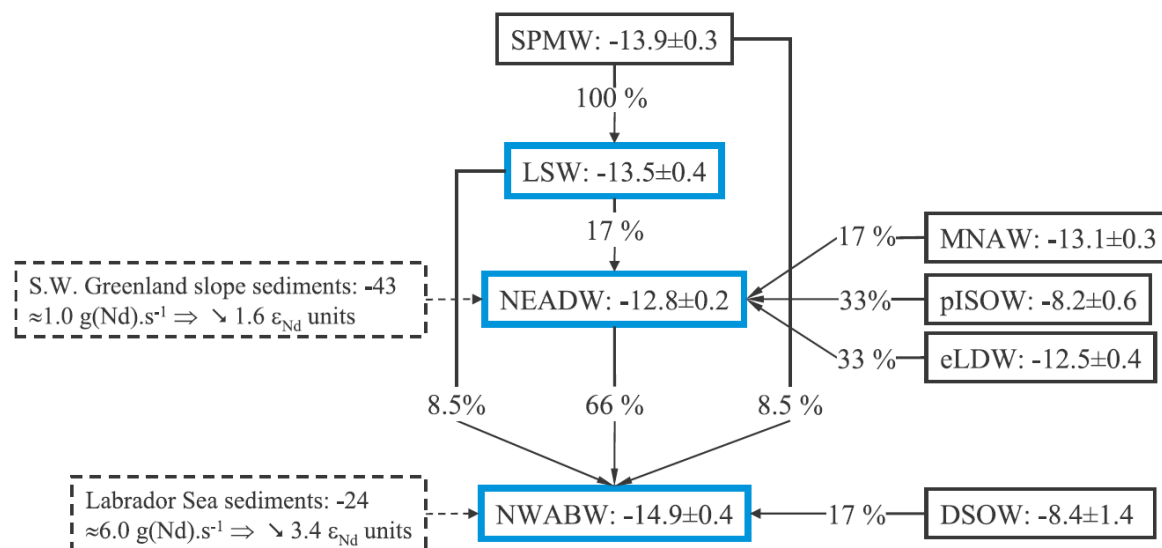 SPMW: -13.9±0.3
100 %
LSW: -13.5±0.4
17 %
17 %
MNAW: -13.1±0.3
S.W. Greenland slope sediments: -43
≈1.0 g(Nd).s⁻¹ ⇒ ↘ 1.6 εNd units
NEADW: -12.8±0.2
33%
pISOW: -8.2±0.6
33 %
eLDW: -12.5±0.4
8.5%
66 %
8.5 %
Labrador Sea sediments: -24
≈6.0 g(Nd).s⁻¹ ⇒ ↘ 3.4 εNd units
NWABW: -14.9±0.4
17 %
DSOW: -8.4±1.4